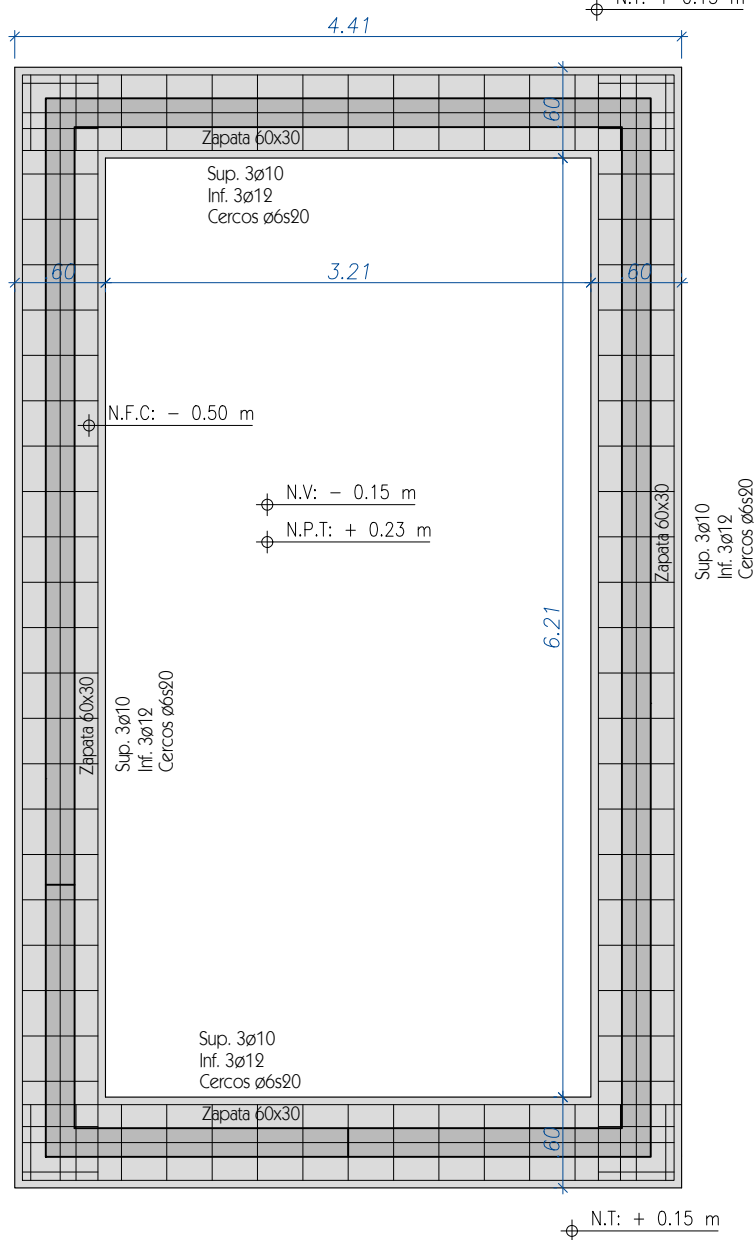 N.T: + 0.15 m
4.41
60
Zapata 60x30
Sup. 3ø10
Inf. 3ø12
Cercos ø6s20
60
3.21
60
N.F.C: - 0.50 m
N.V: - 0.15 m
N.P.T: + 0.23 m
Zapata 60x30
Sup. 3ø10
Inf. 3ø12
Cercos ø6s20
6.21
Zapata 60x30
Sup. 3ø10
Inf. 3ø12
Cercos ø6s20
Sup. 3ø10
Inf. 3ø12
Cercos ø6s20
Zapata 60x30
60
N.T: + 0.15 m